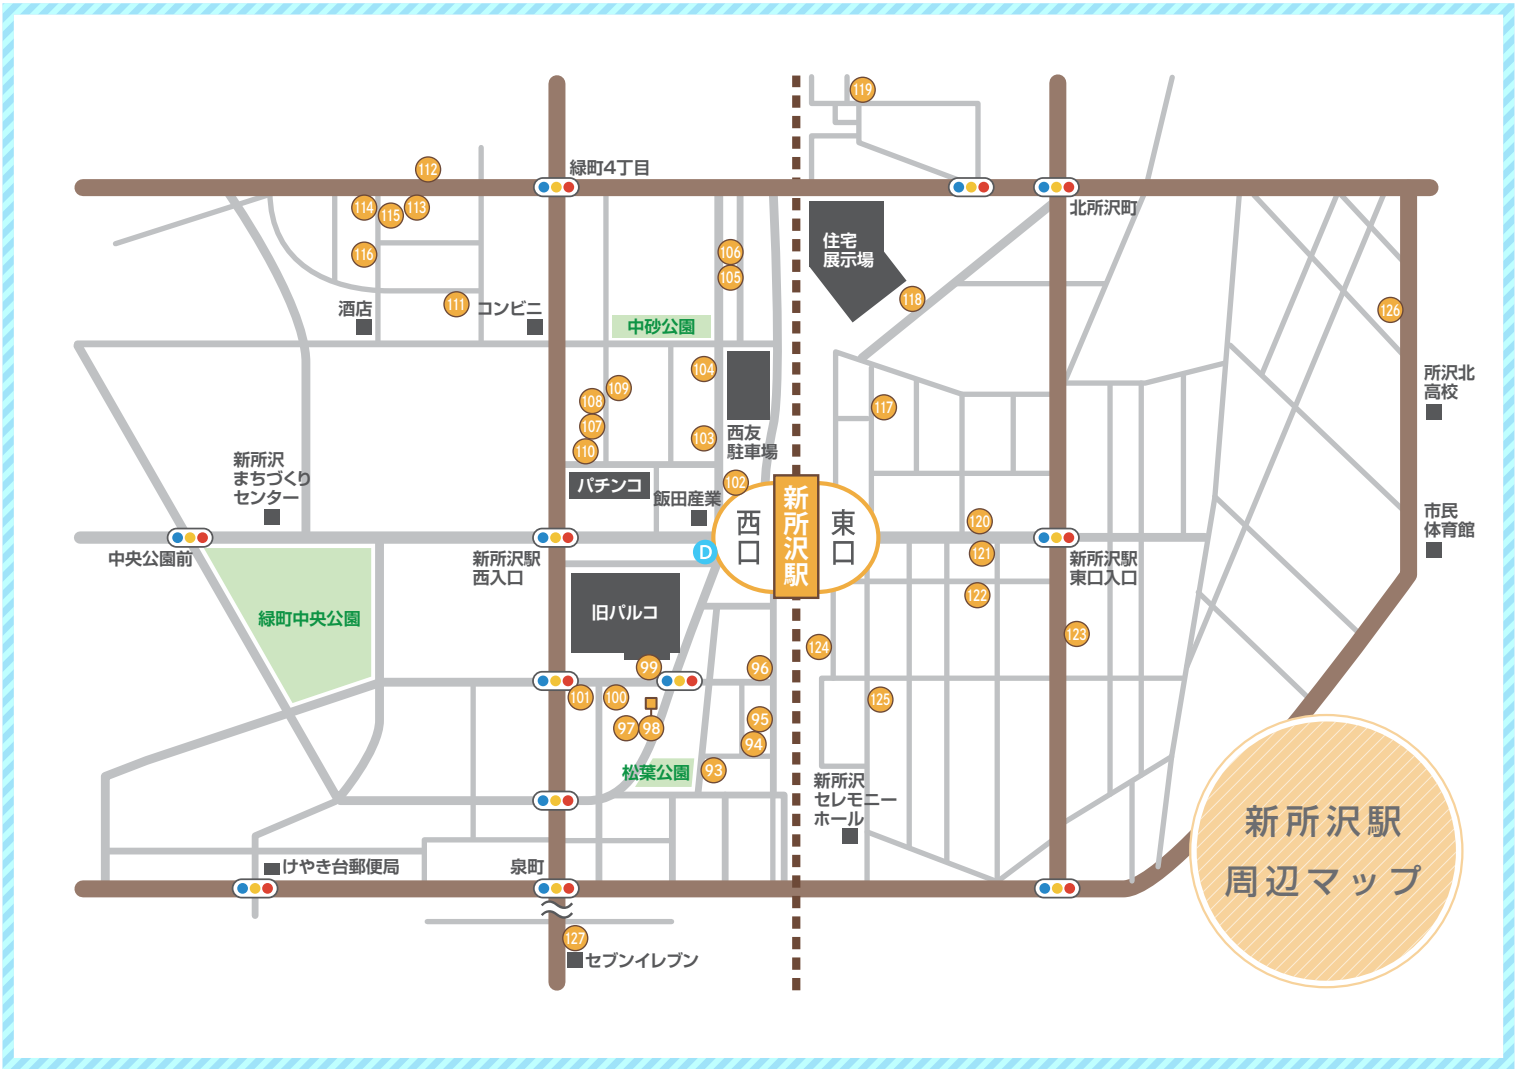 119
112
緑町4丁目
114
115
113
北所沢町
116
106
105
住宅
展示場
118
111
酒店
コンビニ
中砂公園
126
104
109
108
107
110
103
117
西友
駐車場
所沢北
高校
新所沢
まちづくり
センター
パチンコ
飯田産業
102
西口
新所沢駅
東口
120
121
122
市民
体育館
中央公園前
新所沢駅
西入口
D
新所沢駅
東口入口
緑町中央公園
旧パルコ
123
124
99
96
101
100
125
97
98
95
94
松葉公園
93
新所沢
セレモニー
ホール
新所沢駅
周辺マップ
けやき台郵便局
泉町
127
セブンイレブン